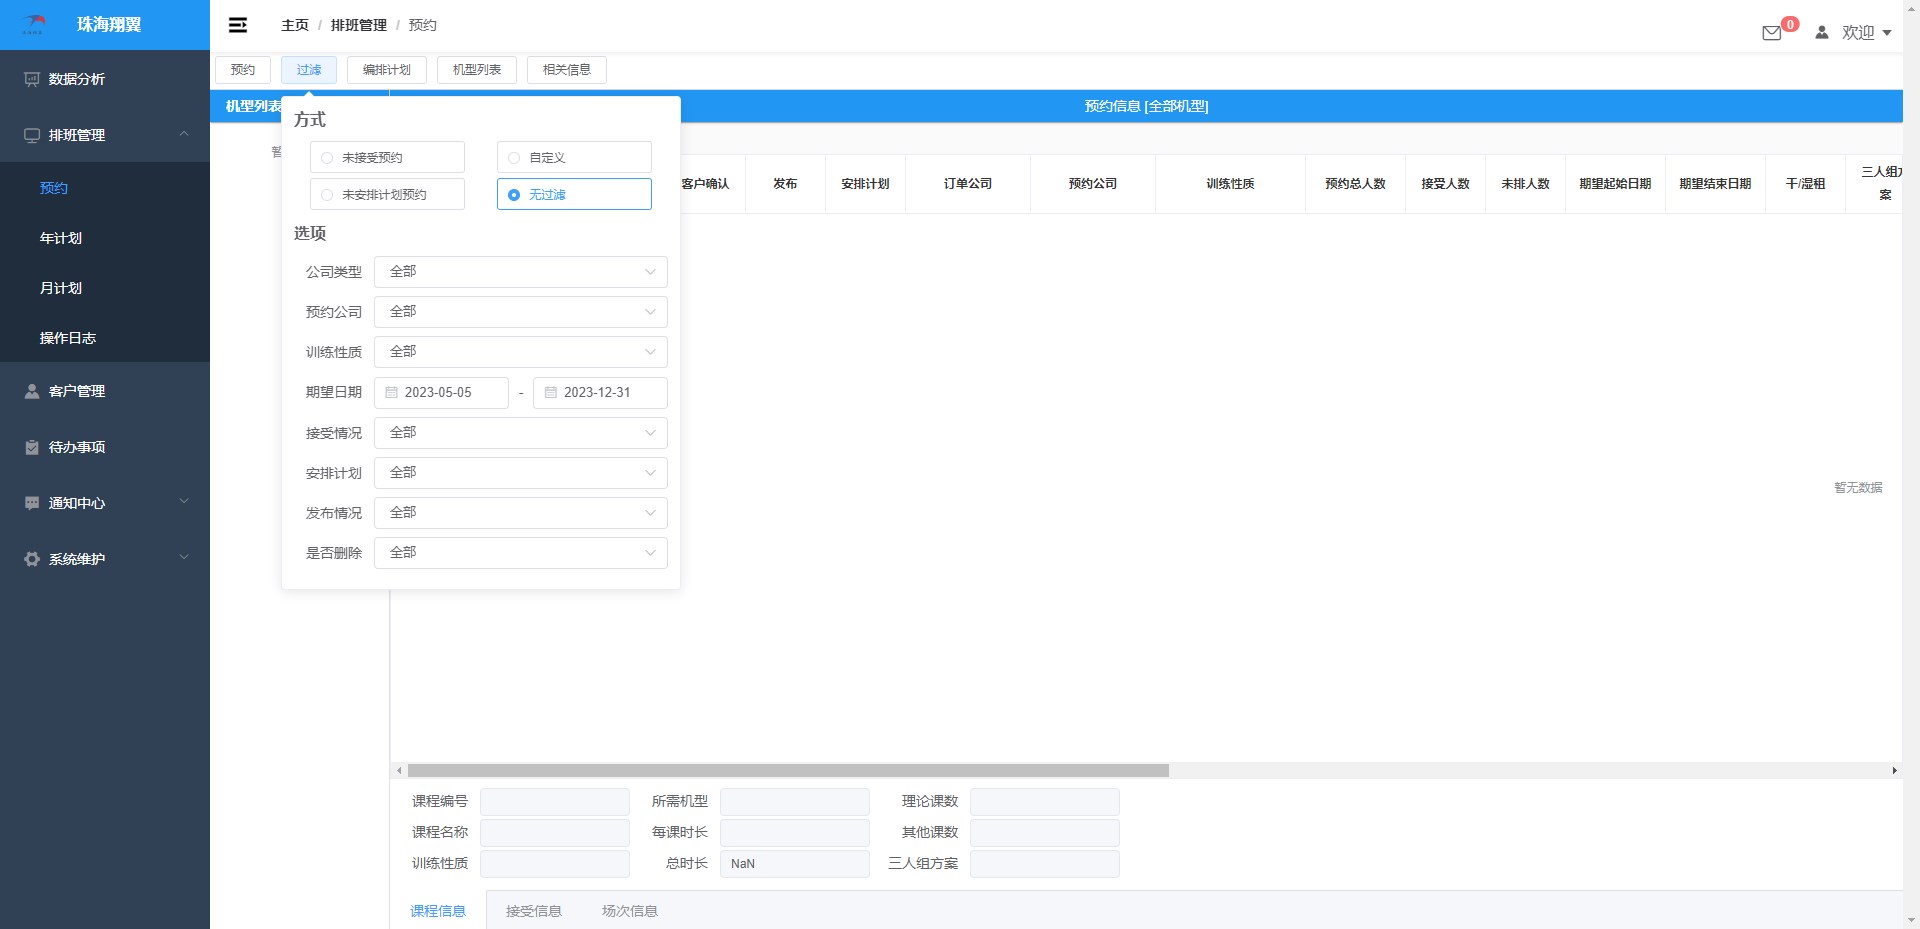 珠海翔翼
主页 / 排班管理 / 预约
0
欢迎
数据分析
排班管理
预约
年计划
月计划
操作日志
客户管理
待办事项
通知中心
系统维护
预约
过滤
编排计划
机型列表
相关信息
机型列表
预约信息 [全部机型]
暂
方式
未接受预约
自定义
未安排计划预约
无过滤
选项
公司类型 全部
预约公司 全部
训练性质 全部
期望日期 2023-05-05 - 2023-12-31
接受情况 全部
安排计划 全部
发布情况 全部
是否删除 全部
客户确认
发布
安排计划
订单公司
预约公司
训练性质
预约总人数
接受人数
未排人数
期望起始日期
期望结束日期
干/湿租
三人组方
案
暂无数据
课程编号 所需机型 理论课数
课程名称 每课时长 其他课数
训练性质 总时长 NaN 三人组方案
课程信息 接受信息 场次信息